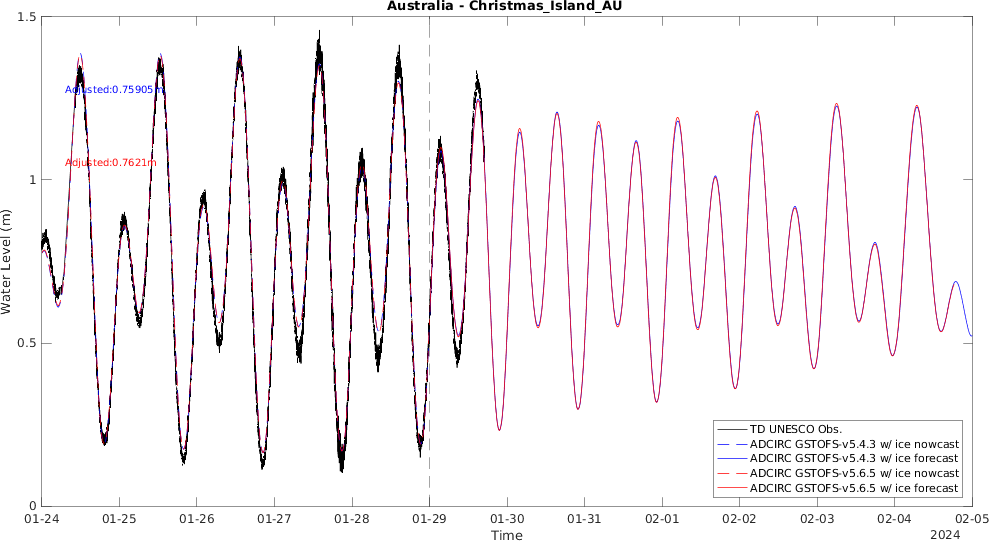 Australia - Christmas_Island_AU
1.5
Adjusted:0.75905m
Adjusted:0.7621m
1
Water Level (m)
0.5
0
TD UNESCO Obs.
ADCIRC GSTOFS-v5.4.3 w/ ice nowcast
ADCIRC GSTOFS-v5.4.3 w/ ice forecast
ADCIRC GSTOFS-v5.6.5 w/ ice nowcast
ADCIRC GSTOFS-v5.6.5 w/ ice forecast
01-24 01-25 01-26 01-27 01-28 01-29 01-30 01-31 02-01 02-02 02-03 02-04 02-05
Time
2024